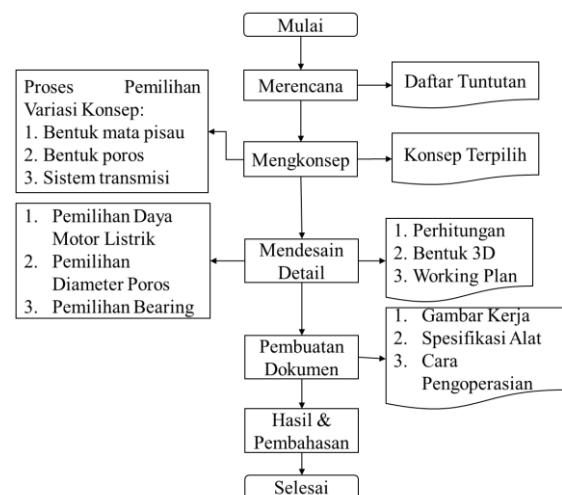 Mulai
Merencana
Daftar Tuntutan
Proses Pemilihan
Variasi Konsep:
1. Bentuk mata pisau
2. Bentuk poros
3. Sistem transmisi
Mengkonsep
Konsep Terpilih
1. Pemilihan Daya
Motor Listrik
2. Pemilihan
Diameter Poros
3. Pemilihan Bearing
Mendesain
Detail
1. Perhitungan
2. Bentuk 3D
3. Working Plan
Pembuatan
Dokumen
1. Gambar Kerja
2. Spesifikasi Alat
3. Cara
Pengoperasian
Hasil &
Pembahasan
Selesai